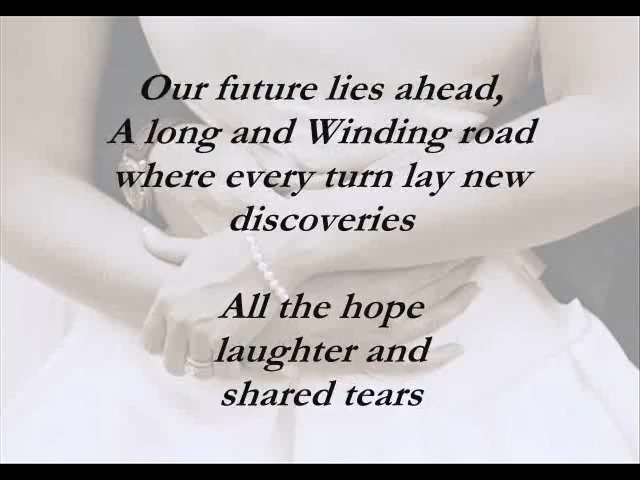 Our future lies ahead,
A long and Winding road
where every turn lay new
discoveries
All the hope
laughter and
shared tears